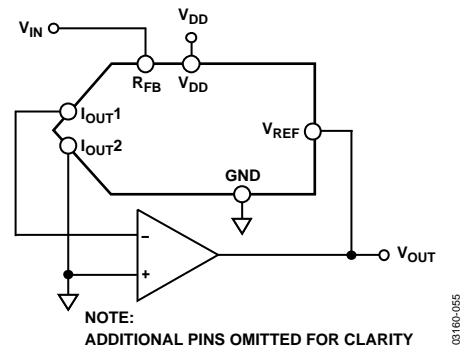 VDD
VIN
RFB
VDD
IOUT1
VREF
IOUT2
GND
–
+
VOUT
NOTE:
ADDITIONAL PINS OMITTED FOR CLARITY
03160-055